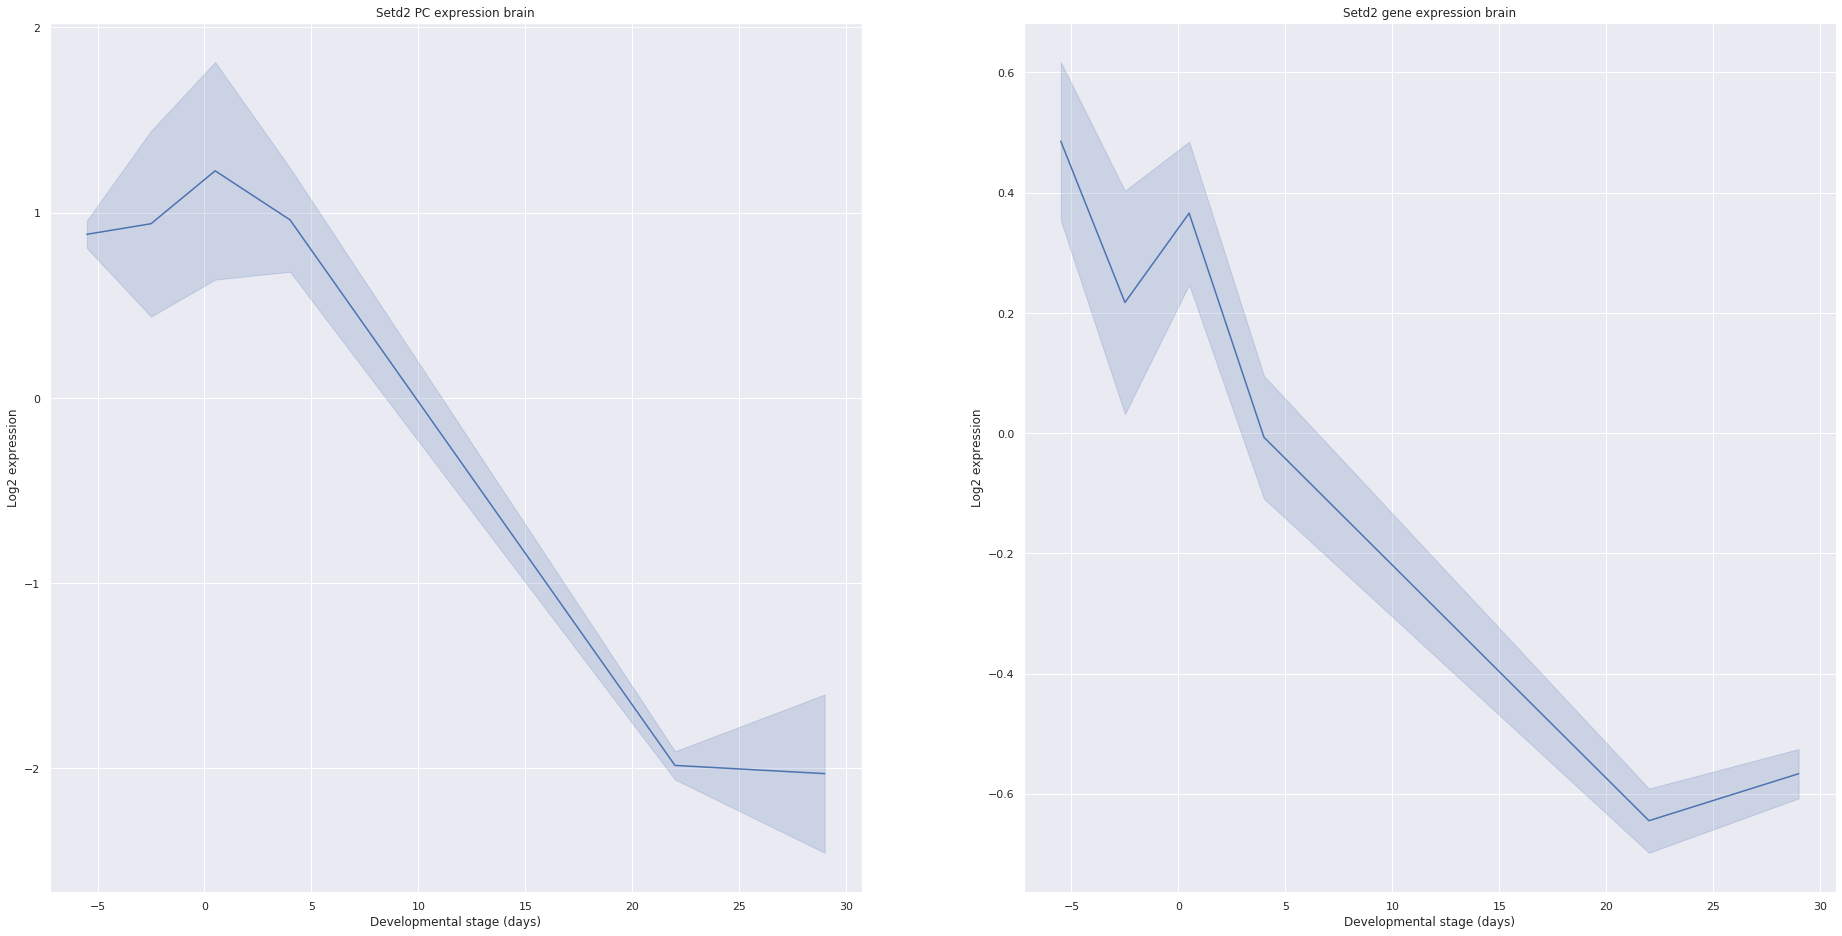 Setd2 PC expression brain
2
1
0
−1
−2
Log2 expression
−5 0 5 10 15 20 25 30
Developmental stage (days)
Setd2 gene expression brain
0.6
0.4
0.2
0.0
−0.2
−0.4
−0.6
Log2 expression
−5 0 5 10 15 20 25 30
Developmental stage (days)